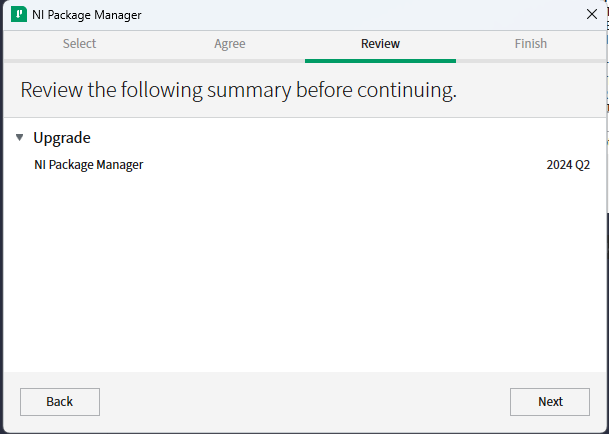 NI Package Manager
Select Agree Review Finish
Review the following summary before continuing.
Upgrade
NI Package Manager 2024 Q2
Back Next